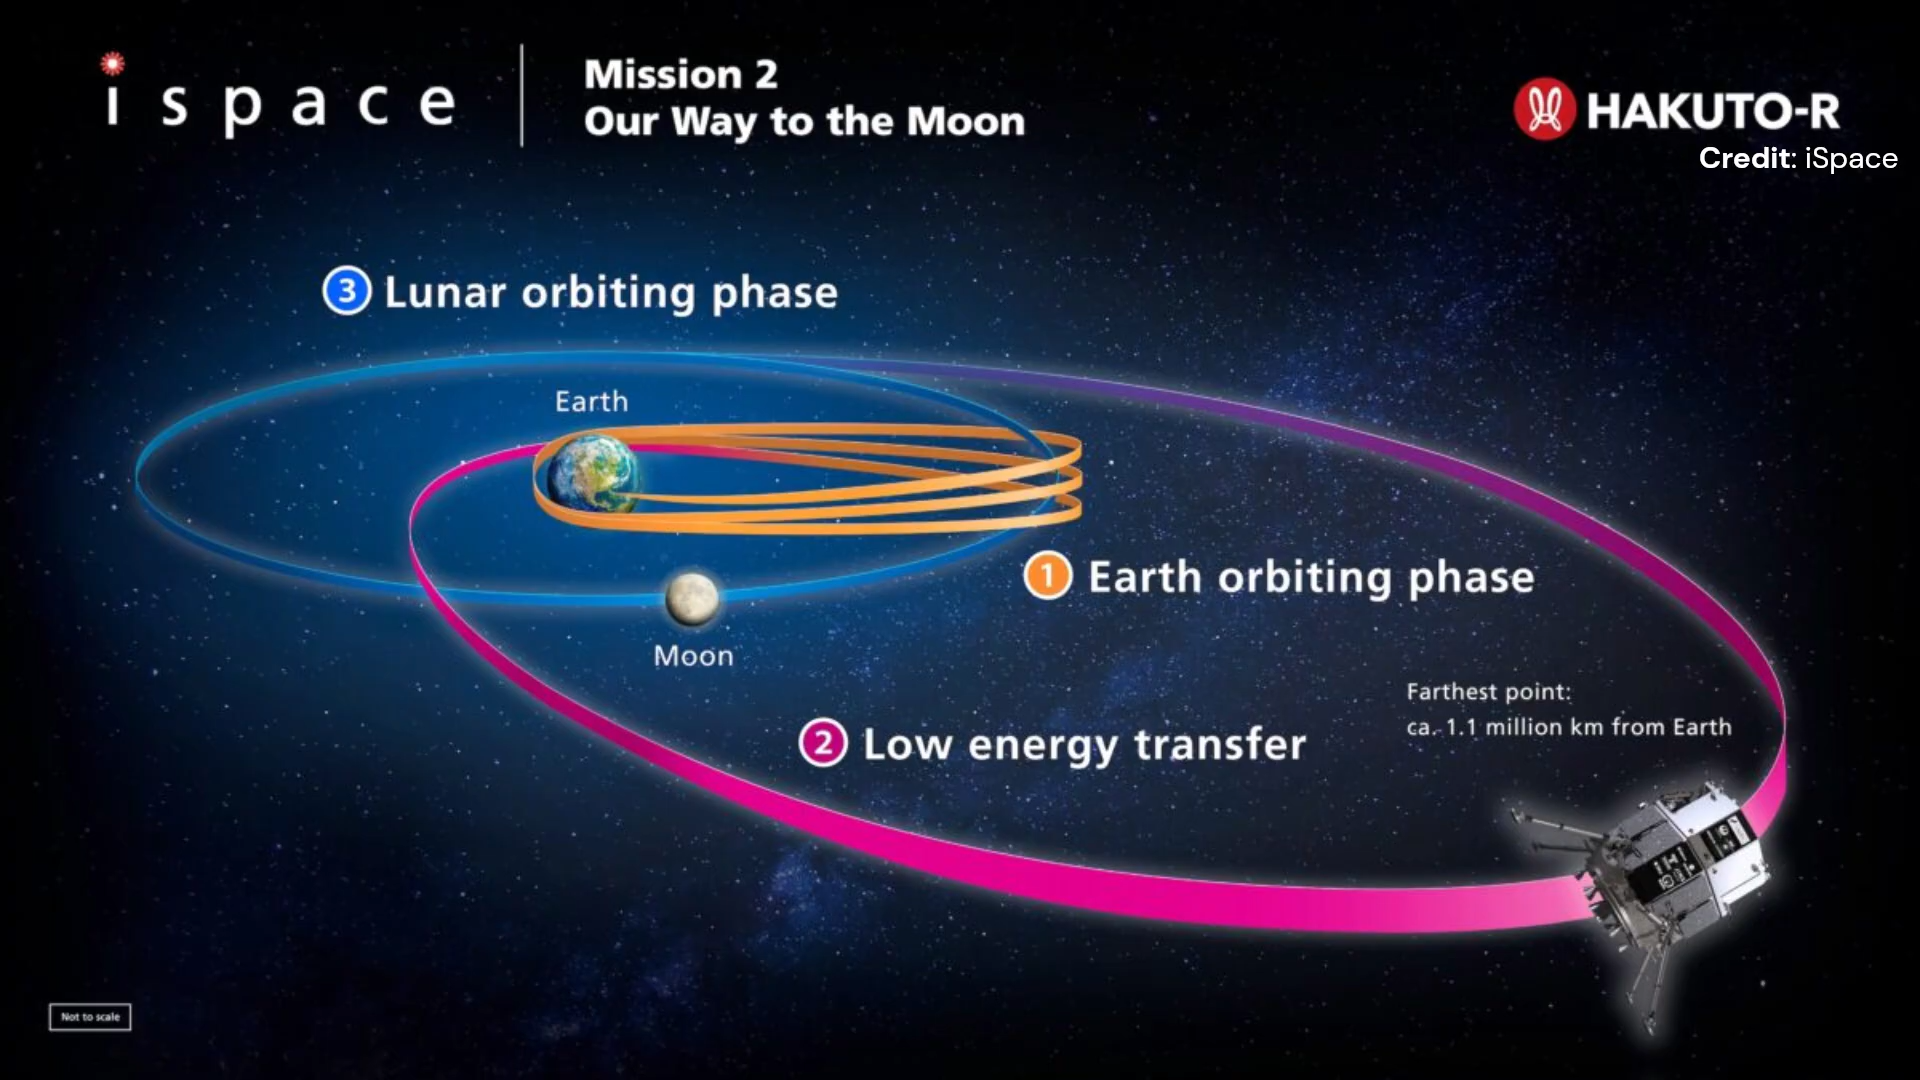 ispace
Mission 2
Our Way to the Moon
HAKUTO-R
Credit: iSpace
3 Lunar orbiting phase
Earth
1 Earth orbiting phase
Moon
Farthest point:
ca. 1.1 million km from Earth
2 Low energy transfer
Not to scale